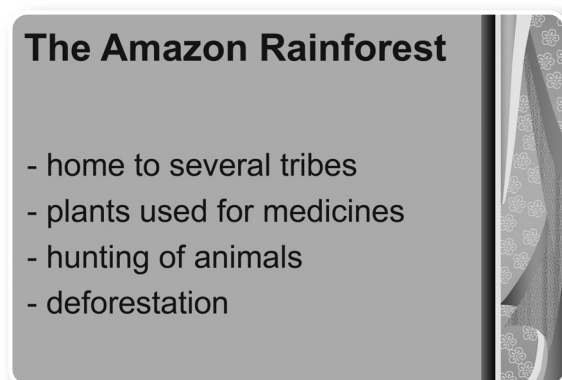 The Amazon Rainforest
- home to several tribes
- plants used for medicines
- hunting of animals
- deforestation